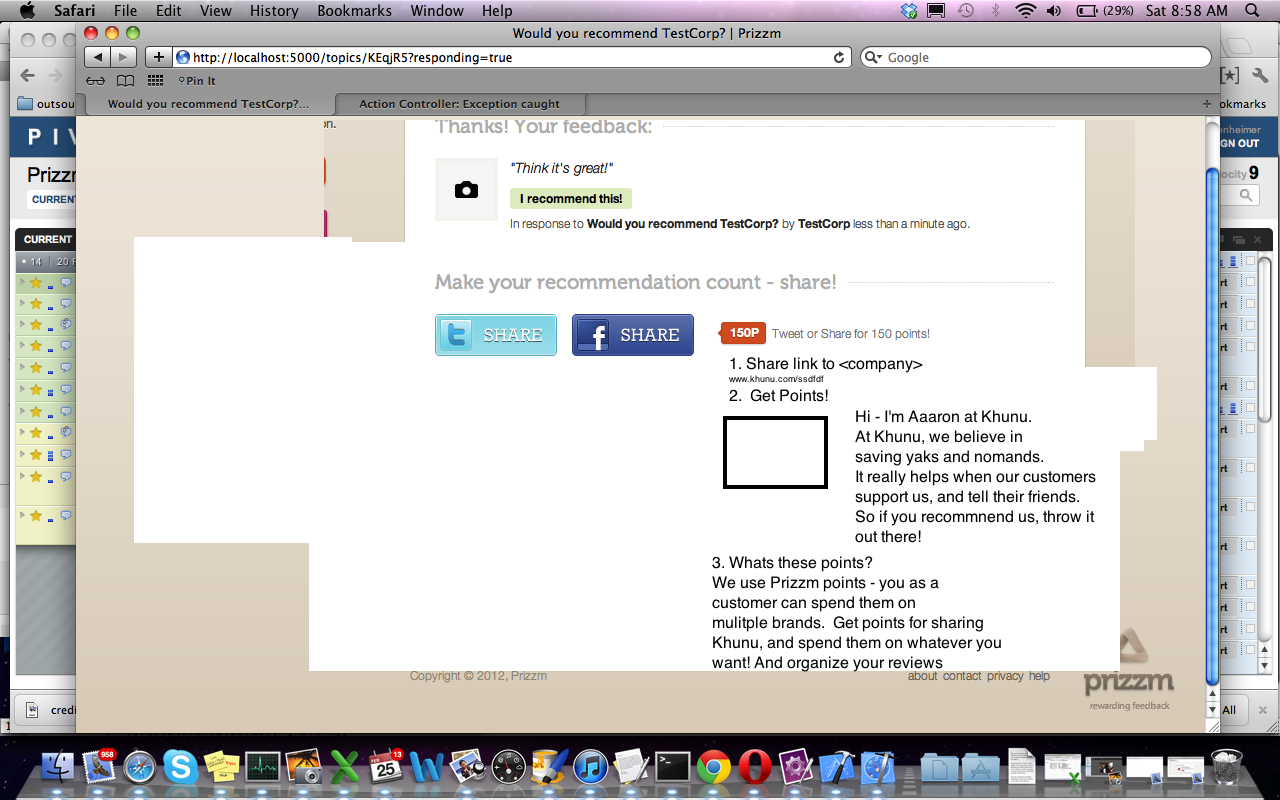 Safari File Edit View History Bookmarks Window Help (29%) Sat 8:58 AM
Would you recommend TestCorp? | Prizzm
http://localhost:5000/topics/KEqjR5?responding=true
Google
Pin It
outsou
Would you recommend TestCorp?...
Action Controller: Exception caught
okmarks
P I V
enheimer
GN OUT
Prizzm
ocity 9
CURRENT
CURRENT
14 | 20
on.
Thanks! Your feedback:
"Think it's great!"
I recommend this!
In response to Would you recommend TestCorp? by TestCorp less than a minute ago.
Make your recommendation count - share!
SHARE
SHARE
150P
Tweet or Share for 150 points!
1. Share link to <company>
www.khunu.com/ssdfdf
2. Get Points!
Hi - I'm Aaaron at Khunu.
At Khunu, we believe in
saving yaks and nomands.
It really helps when our customers
support us, and tell their friends.
So if you recommnend us, throw it
out there!
3. Whats these points?
We use Prizzm points - you as a
customer can spend them on
mulitple brands.  Get points for sharing
Khunu, and spend them on whatever you
want! And organize your reviews
Copyright © 2012, Prizzm
about contact privacy help
prizzm
rewarding feedback
credi
All
958
FEB
13
25